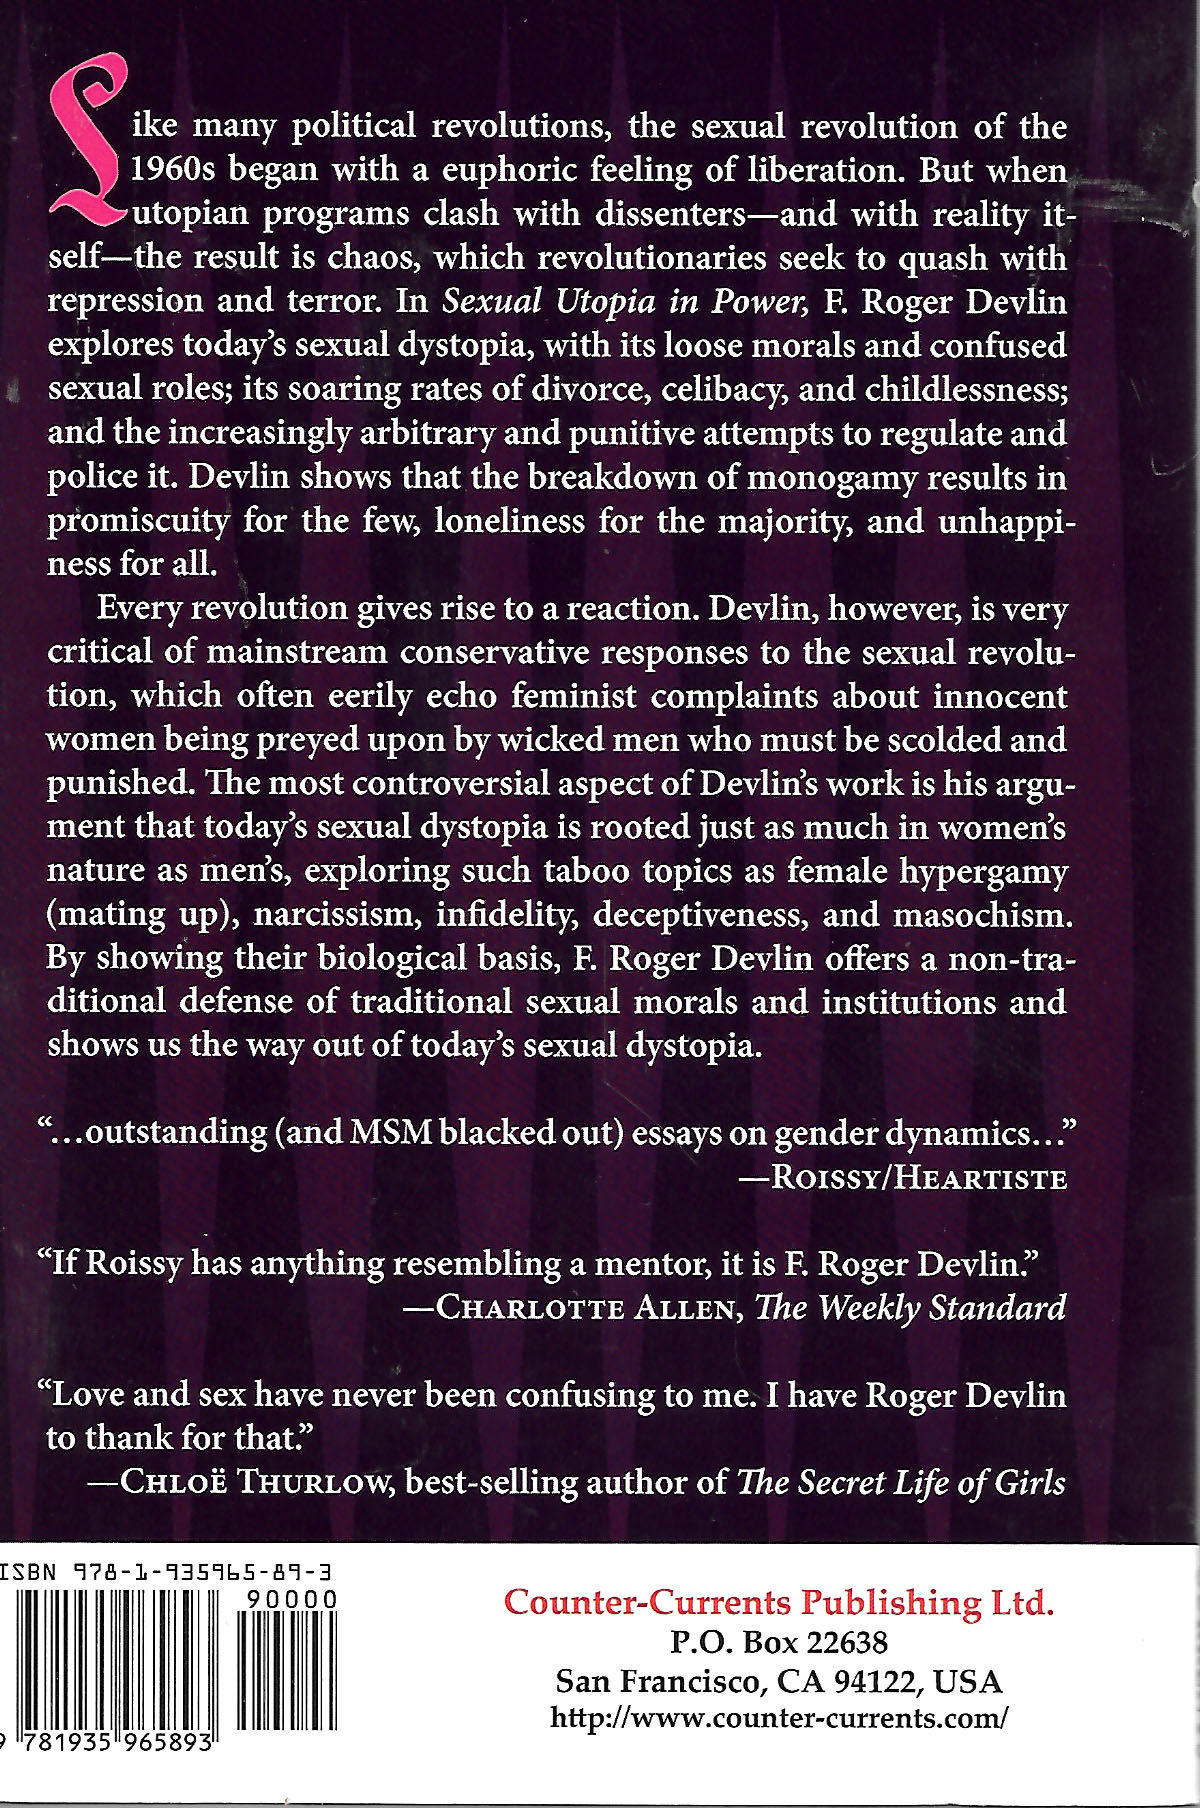 Like many political revolutions, the sexual revolution of the
1960s began with a euphoric feeling of liberation. But when
utopian programs clash with dissenters—and with reality it-
self—the result is chaos, which revolutionaries seek to quash with
repression and terror. In Sexual Utopia in Power, F. Roger Devlin
explores today’s sexual dystopia, with its loose morals and confused
sexual roles; its soaring rates of divorce, celibacy, and childlessness;
and the increasingly arbitrary and punitive attempts to regulate and
police it. Devlin shows that the breakdown of monogamy results in
promiscuity for the few, loneliness for the majority, and unhappi-
ness for all.
Every revolution gives rise to a reaction. Devlin, however, is very
critical of mainstream conservative responses to the sexual revolu-
tion, which often eerily echo feminist complaints about innocent
women being preyed upon by wicked men who must be scolded and
punished. The most controversial aspect of Devlin’s work is his argu-
ment that today’s sexual dystopia is rooted just as much in women’s
nature as men’s, exploring such taboo topics as female hypergamy
(mating up), narcissism, infidelity, deceptiveness, and masochism.
By showing their biological basis, F. Roger Devlin offers a non-tra-
ditional defense of traditional sexual morals and institutions and
shows us the way out of today’s sexual dystopia.
“…outstanding (and MSM blacked out) essays on gender dynamics…”
—Roissy/Heartiste
“If Roissy has anything resembling a mentor, it is F. Roger Devlin.”
—Charlotte Allen, The Weekly Standard
“Love and sex have never been confusing to me. I have Roger Devlin
to thank for that.”
—Chloë Thurlow, best-selling author of The Secret Life of Girls
ISBN 978-1-935965-89-3
90000
9 781935 965893
Counter-Currents Publishing Ltd.
P.O. Box 22638
San Francisco, CA 94122, USA
http://www.counter-currents.com/